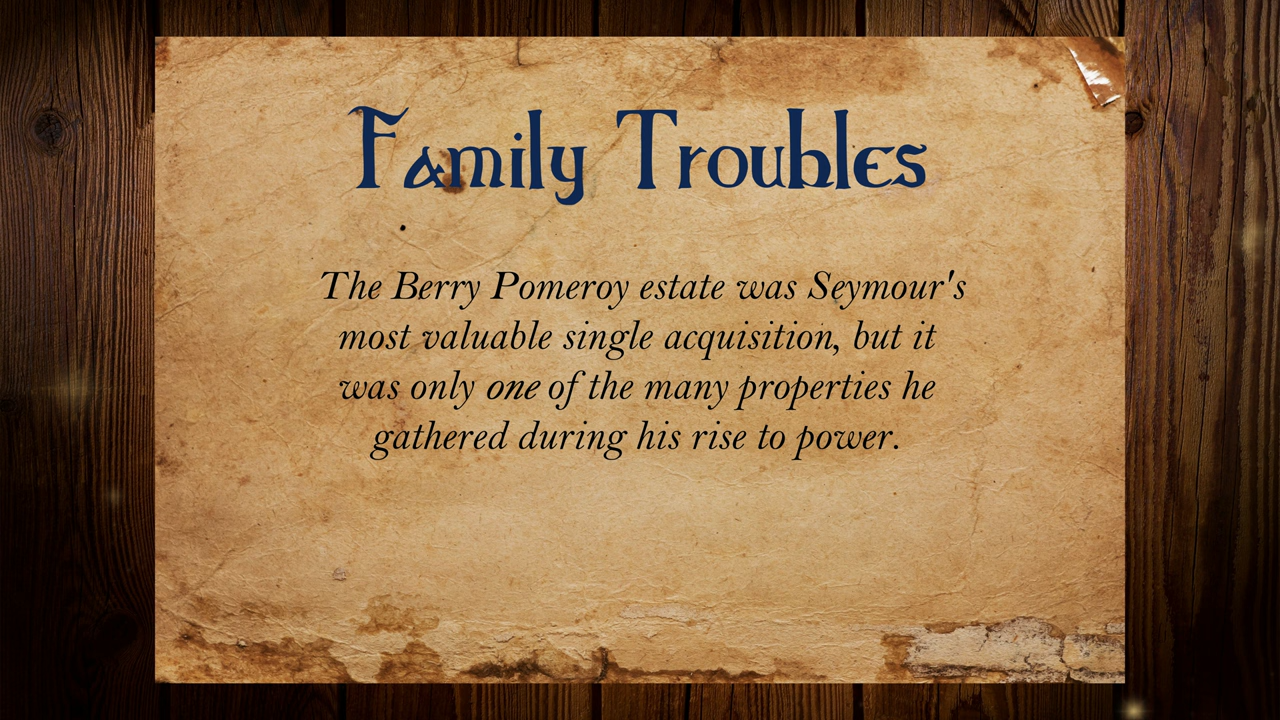 Family Troubles
The Berry Pomeroy estate was Seymour's
most valuable single acquisition, but it
was only one of the many properties he
gathered during his rise to power.